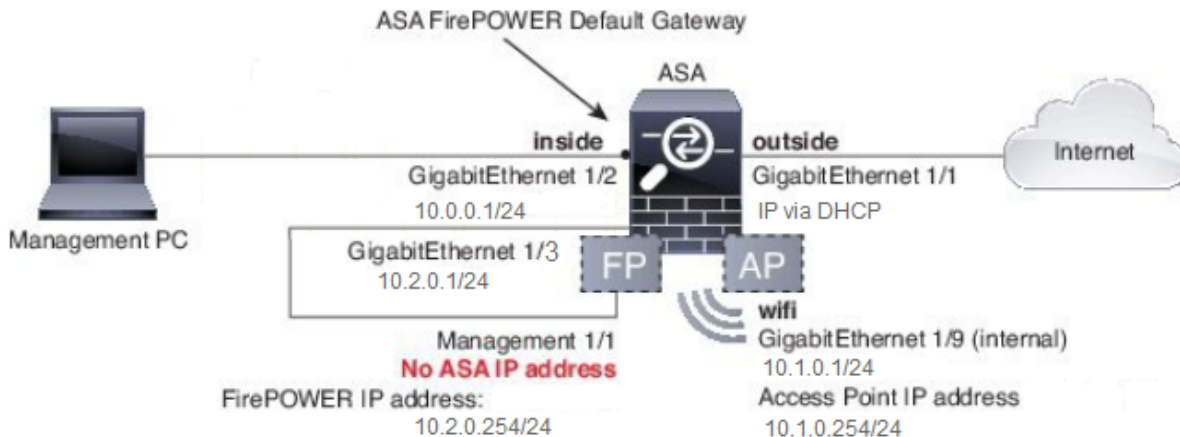 ASA FirePOWER Default Gateway
ASA
inside
outside
GigabitEthernet 1/2
GigabitEthernet 1/1
Internet
10.0.0.1/24
IP via DHCP
Management PC
GigabitEthernet 1/3
10.2.0.1/24
FP
AP
wifi
Management 1/1
GigabitEthernet 1/9 (internal)
No ASA IP address
10.1.0.1/24
FirePOWER IP address:
Access Point IP address
10.2.0.254/24
10.1.0.254/24